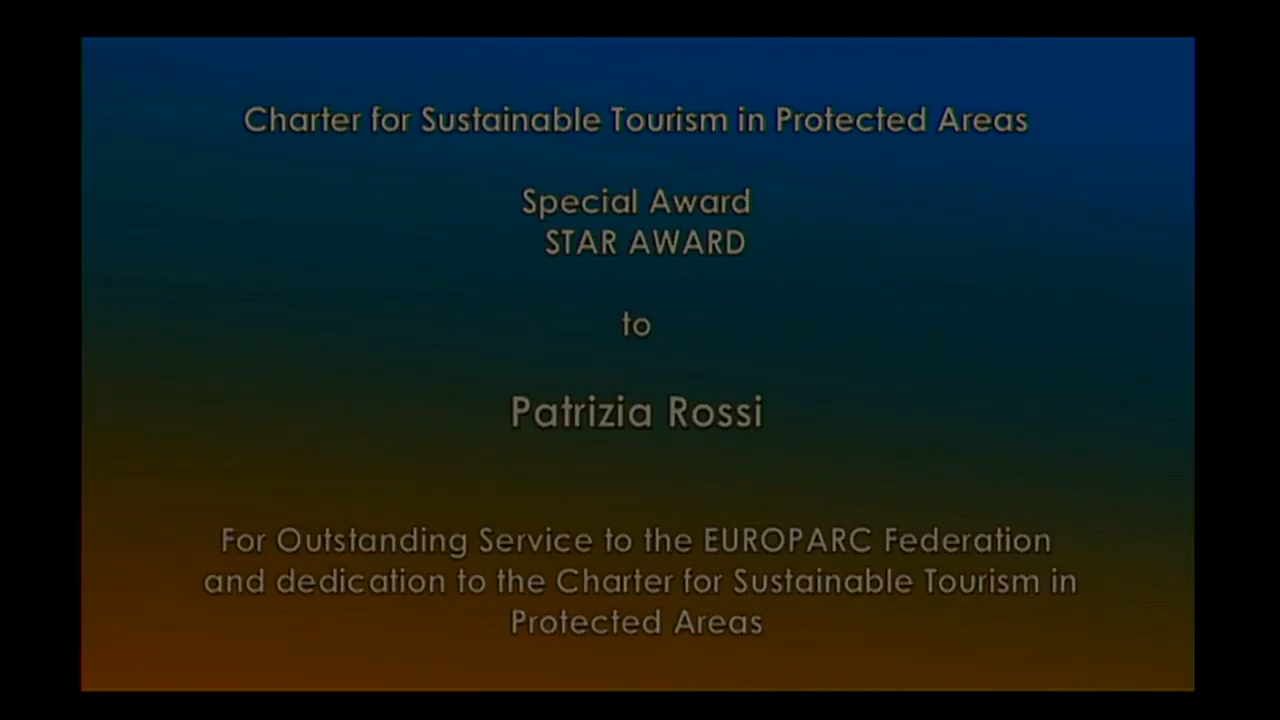 Charter for Sustainable Tourism in Protected Areas
Special Award
STAR AWARD
to
Patrizia Rossi
For Outstanding Service to the EUROPARC Federation
and dedication to the Charter for Sustainable Tourism in
Protected Areas